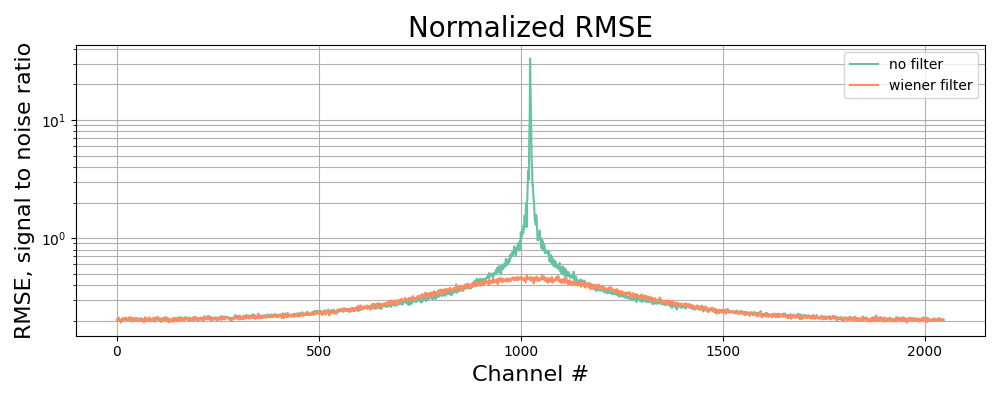 Normalized RMSE
RMSE, signal to noise ratio
10¹
10⁰
no filter
wiener filter
0
500
1000
1500
2000
Channel #